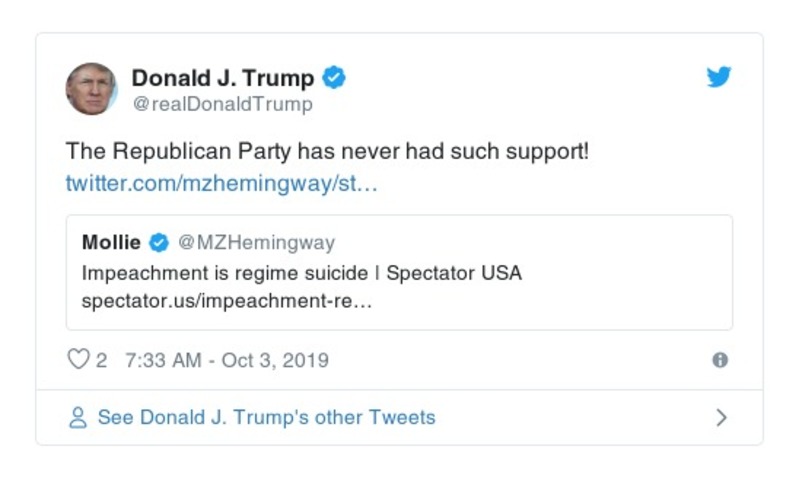 Donald J. Trump
@realDonaldTrump
The Republican Party has never had such support!
twitter.com/mzhemingway/st…
Mollie @MZHemingway
Impeachment is regime suicide | Spectator USA
spectator.us/impeachment-re…
2 7:33 AM - Oct 3, 2019
See Donald J. Trump's other Tweets